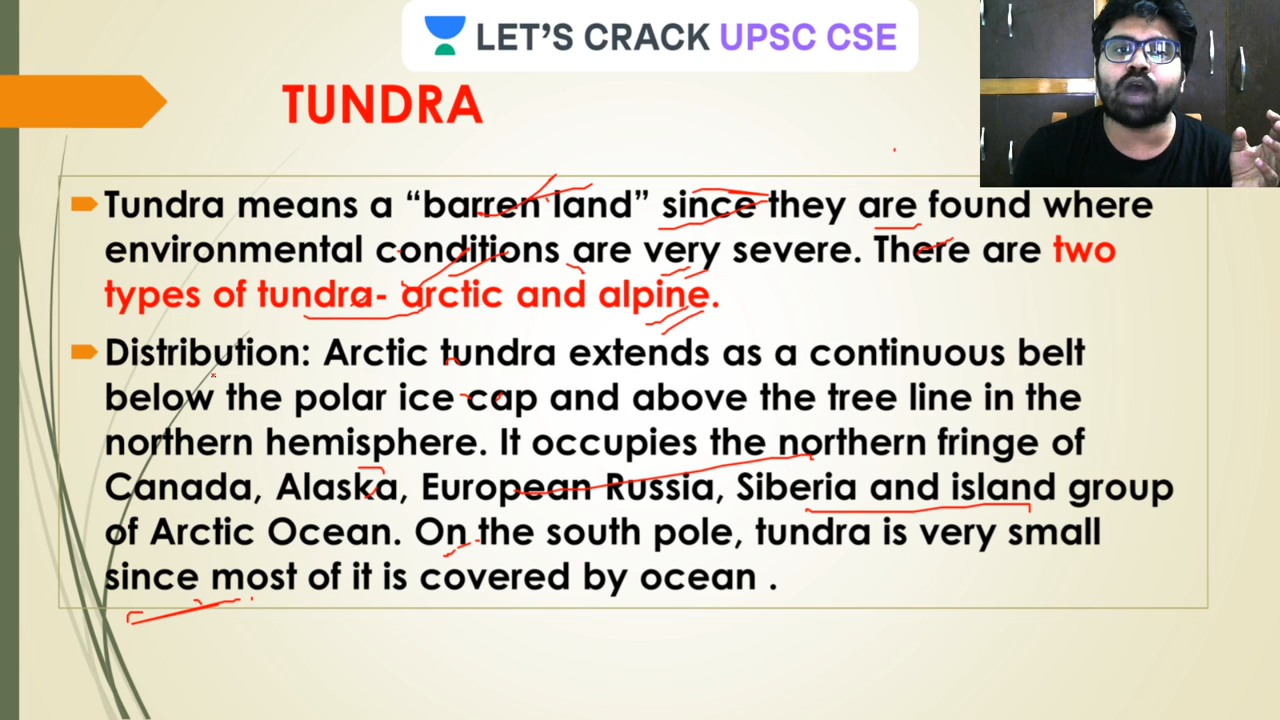 LET'S CRACK UPSC CSE
TUNDRA
Tundra means a “barren land” since they are found where
environmental conditions are very severe. There are two
types of tundra- arctic and alpine.
Distribution: Arctic tundra extends as a continuous belt
below the polar ice cap and above the tree line in the
northern hemisphere. It occupies the northern fringe of
Canada, Alaska, European Russia, Siberia and island group
of Arctic Ocean. On the south pole, tundra is very small
since most of it is covered by ocean .